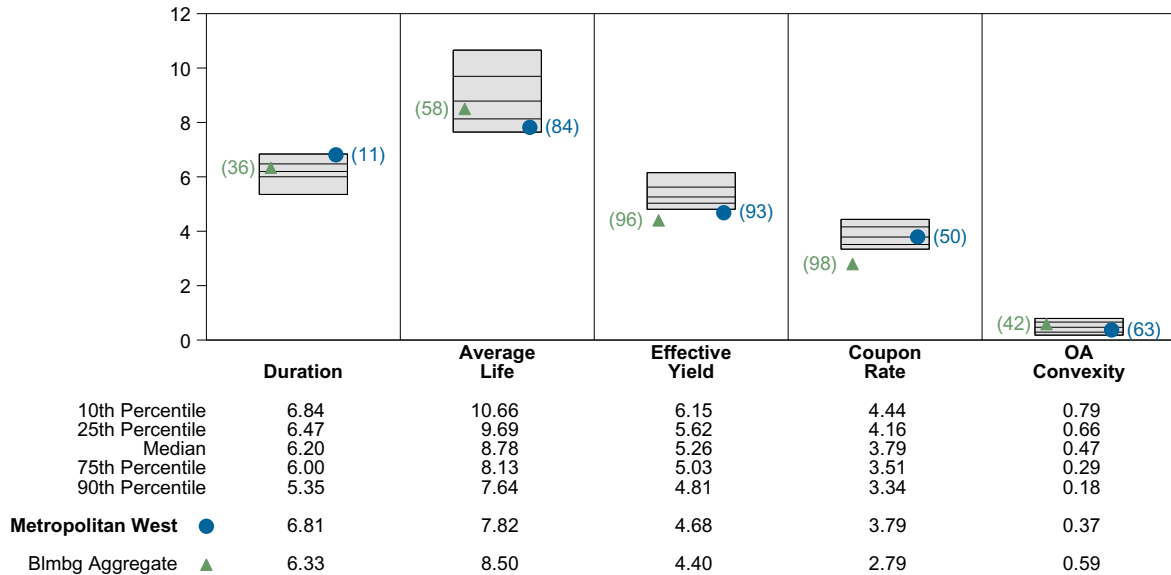 12
10
8
6
4
2
0
(36)
(11)
(58)
(84)
(96)
(93)
(98)
(50)
(42)
(63)
Duration
Average
Life
Effective
Yield
Coupon
Rate
OA
Convexity
10th Percentile 6.84 10.66 6.15 4.44 0.79
25th Percentile 6.47 9.69 5.62 4.16 0.66
Median 6.20 8.78 5.26 3.79 0.47
75th Percentile 6.00 8.13 5.03 3.51 0.29
90th Percentile 5.35 7.64 4.81 3.34 0.18
Metropolitan West 6.81 7.82 4.68 3.79 0.37
Blmbg Aggregate 6.33 8.50 4.40 2.79 0.59